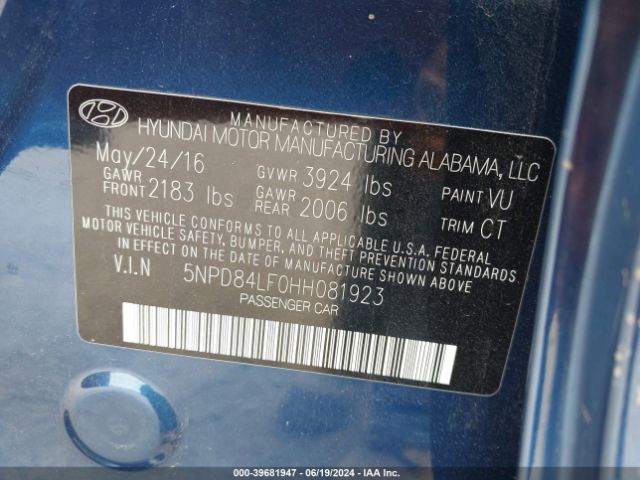 MANUFACTURED BY
HYUNDAI MOTOR MANUFACTURING ALABAMA, LLC
May/24/16 GVWR 3924 lbs PAINT VU
GAWR FRONT 2183 lbs GAWR REAR 2006 lbs TRIM CT
THIS VEHICLE CONFORMS TO ALL APPLICABLE U.S.A. FEDERAL
MOTOR VEHICLE SAFETY, BUMPER, AND THEFT PREVENTION STANDARDS
IN EFFECT ON THE DATE OF MANUFACTURE SHOWN ABOVE.
V.I.N 5NPD84LF0HH081923
PASSENGER CAR
000-39681947 / 06/19/2024 - IAA Inc.